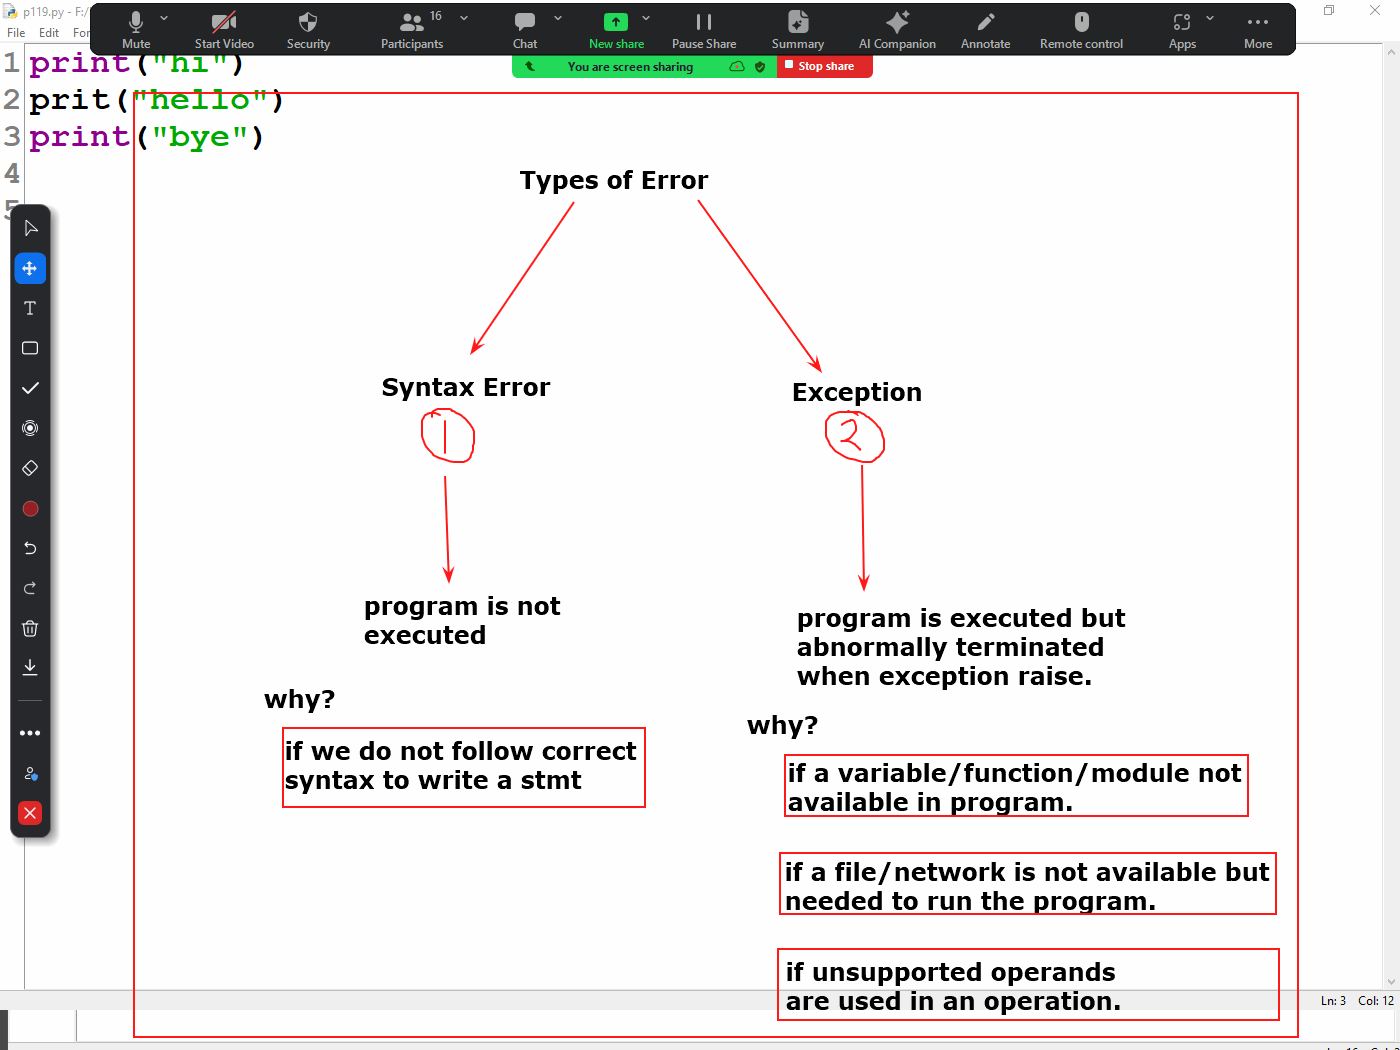 p119.py - F:/
File Edit For
Mute
Start Video
Security
16
Participants
Chat
New share
Pause Share
Summary
AI Companion
Annotate
Remote control
Apps
More
You are screen sharing
Stop share
1 print("hi")
2 prit("hello")
3 print("bye")
4
5
T
Types of Error
Syntax Error
Exception
1
2
program is not
executed
program is executed but
abnormally terminated
when exception raise.
why?
if we do not follow correct
syntax to write a stmt
why?
if a variable/function/module not
available in program.
if a file/network is not available but
needed to run the program.
if unsupported operands
are used in an operation.
Ln: 3 Col: 12